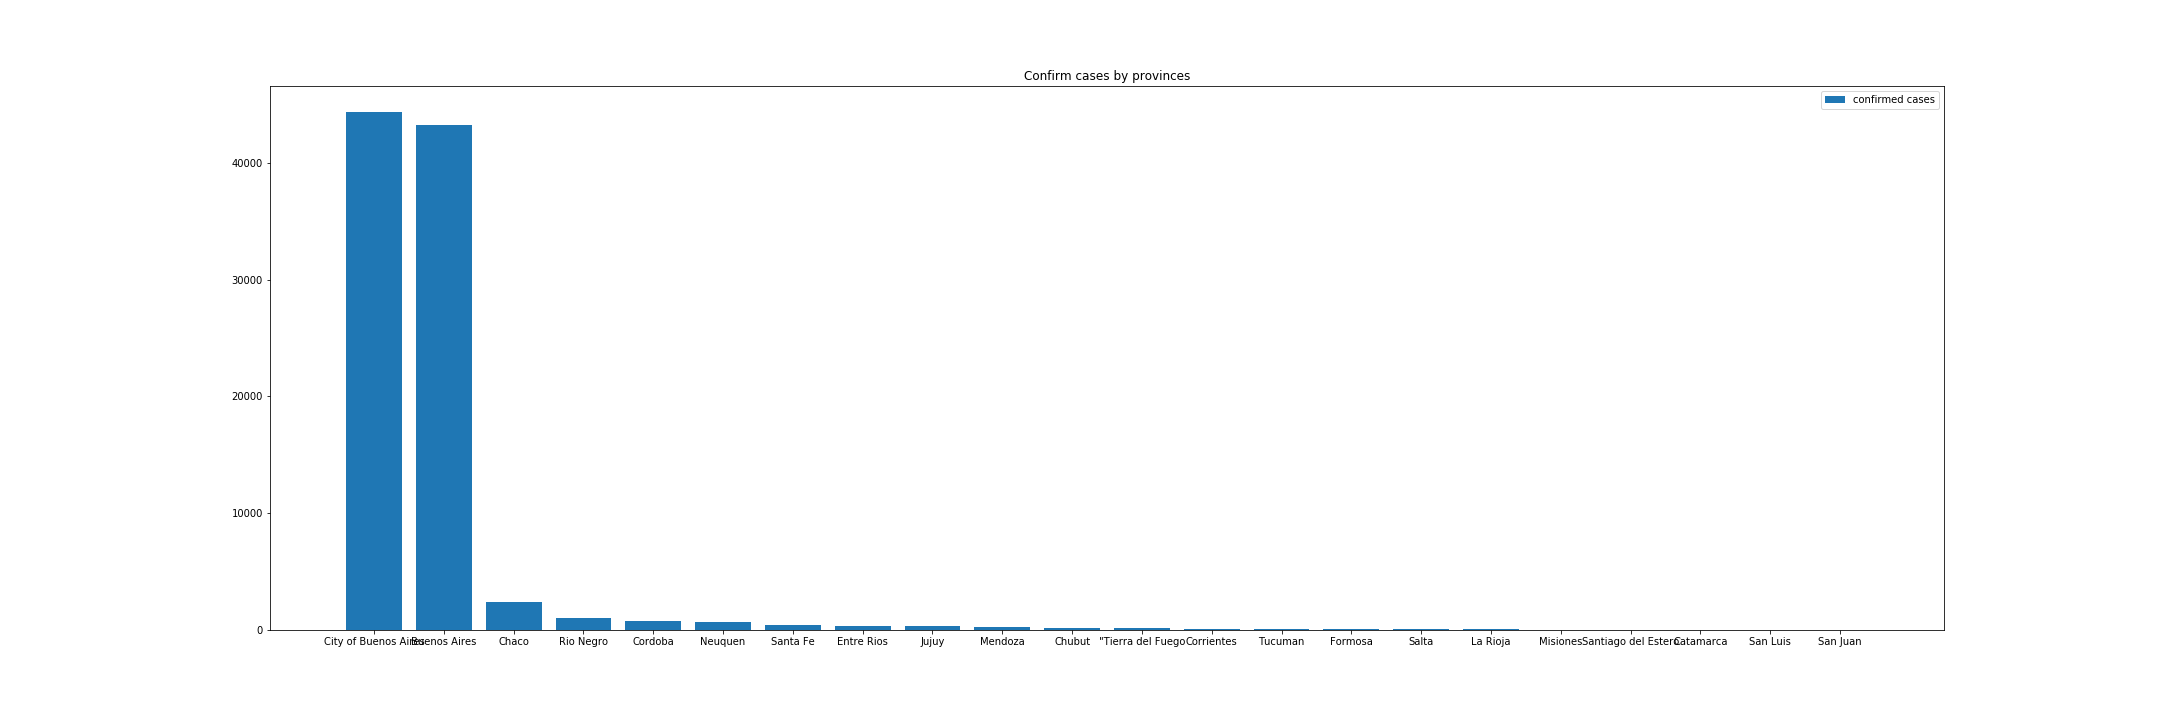 Confirm cases by provinces
confirmed cases
40000
30000
20000
10000
0
City of Buenos Aires Buenos Aires Chaco Rio Negro Cordoba Neuquen Santa Fe Entre Rios Jujuy Mendoza Chubut "Tierra del Fuego Corrientes Tucuman Formosa Salta La Rioja Misiones Santiago del Estero Catamarca San Luis San Juan